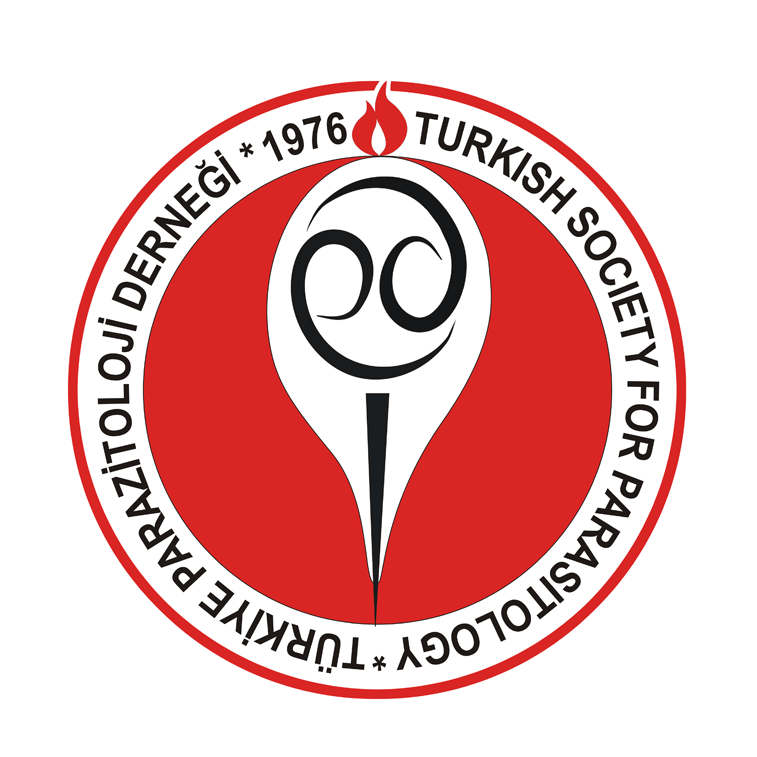 TÜRKİYE PARAZİTOLOJİ DERNEĞİ * 1976
TURKISH SOCIETY FOR PARASITOLOGY *